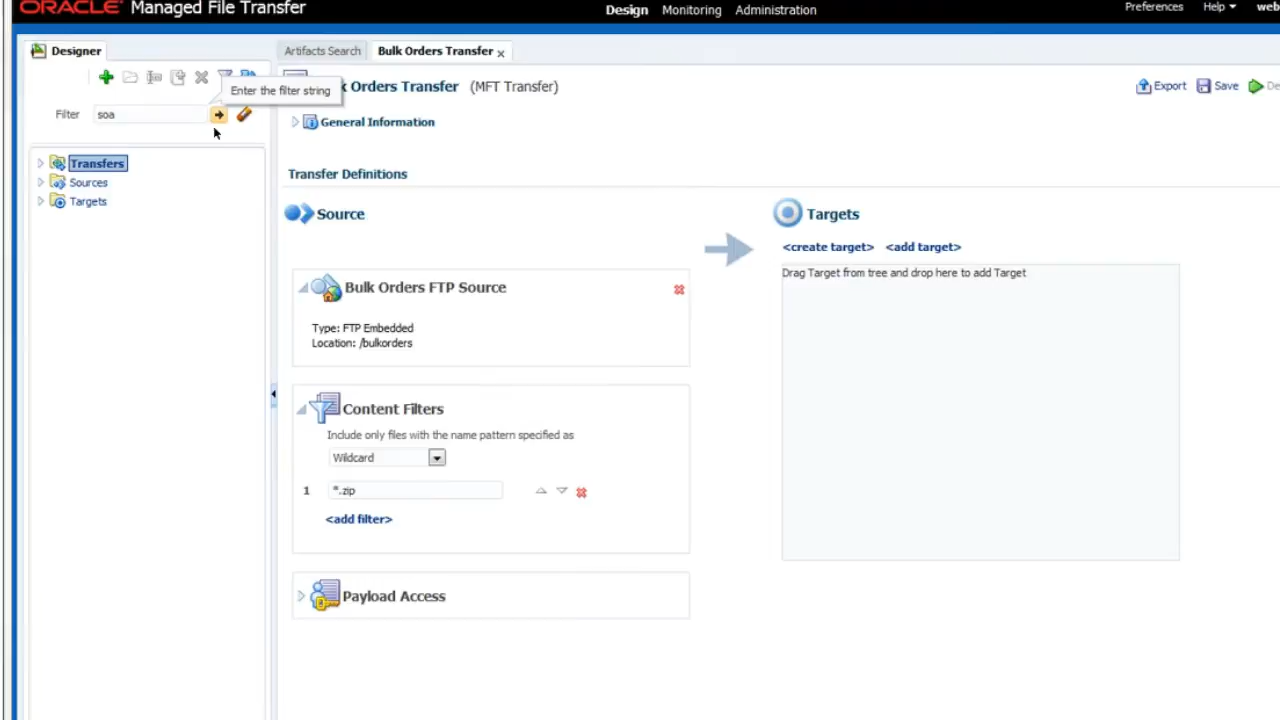 ORACLE Managed File Transfer
Design Monitoring Administration
Preferences Help web
Designer
Artifacts Search Bulk Orders Transfer
Enter the filter string
Orders Transfer (MFT Transfer)
Export Save
Filter soa
General Information
Transfers
Sources
Targets
Transfer Definitions
Source
Bulk Orders FTP Source
Type: FTP Embedded
Location: /bulkorders
Content Filters
Include only files with the name pattern specified as
Wildcard
1 *.zip
<add filter>
Payload Access
Targets
<create target> <add target>
Drag Target from tree and drop here to add Target